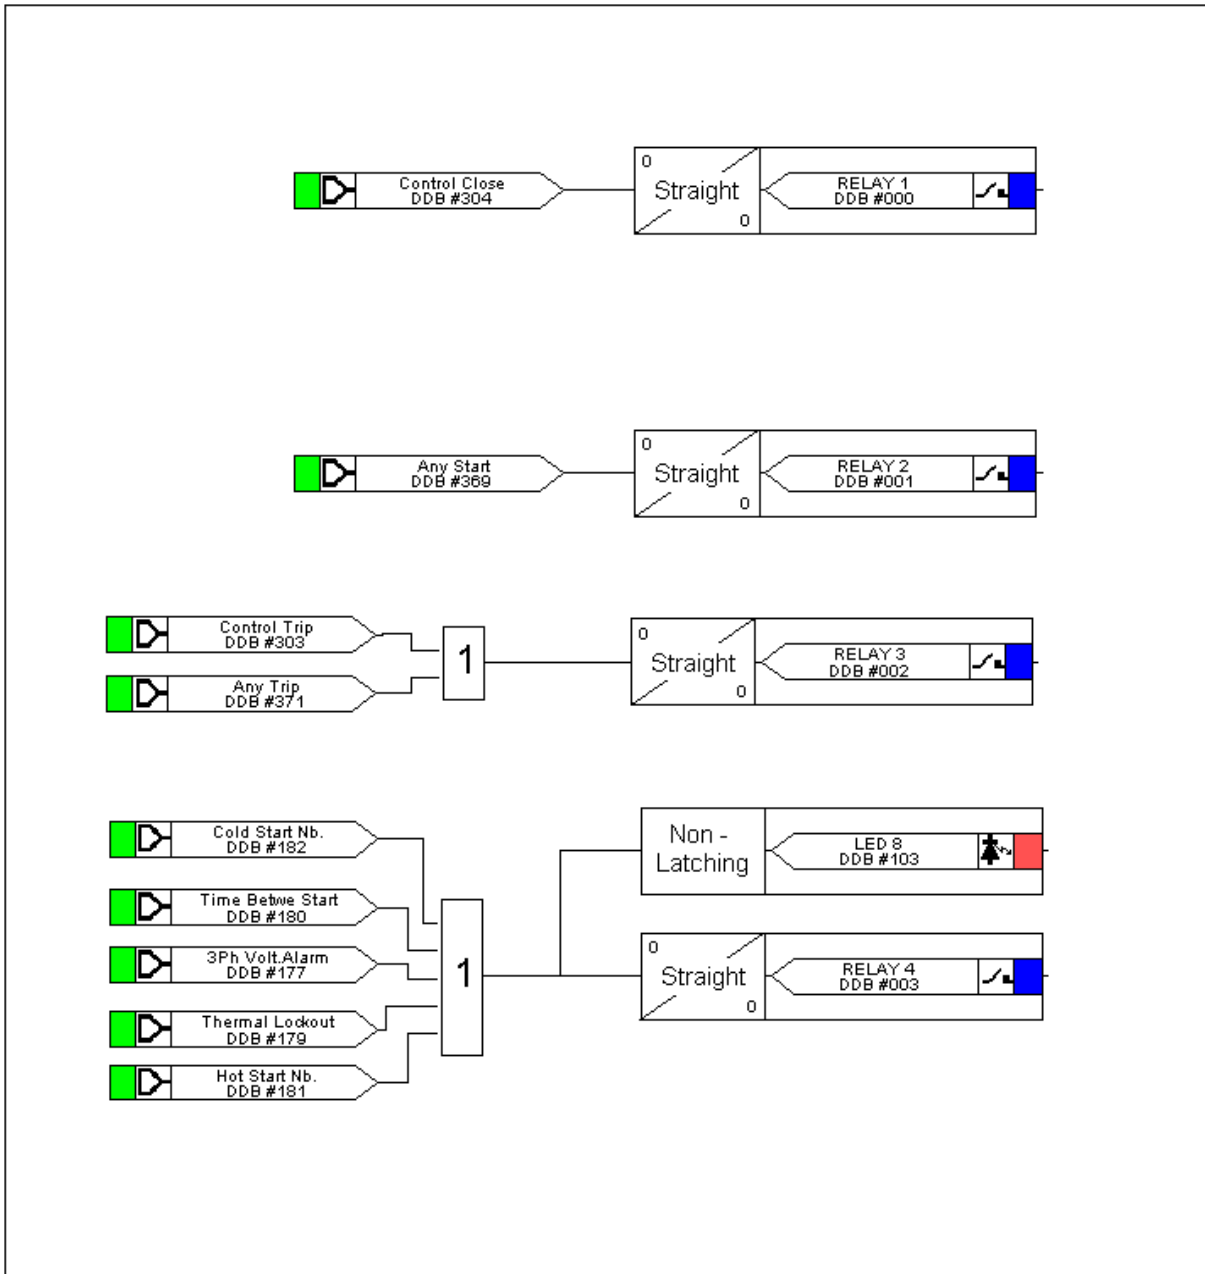 Control Close
DDB #304
0
Straight
0
RELAY 1
DDB #000
Any Start
DDB #369
0
Straight
0
RELAY 2
DDB #001
Control Trip
DDB #303
Any Trip
DDB #371
1
0
Straight
0
RELAY 3
DDB #002
Cold Start Nb.
DDB #182
Time Betwe Start
DDB #180
3Ph Volt.Alarm
DDB #177
Thermal Lockout
DDB #179
Hot Start Nb.
DDB #181
1
Non -
Latching
LED 8
DDB #103
0
Straight
0
RELAY 4
DDB #003